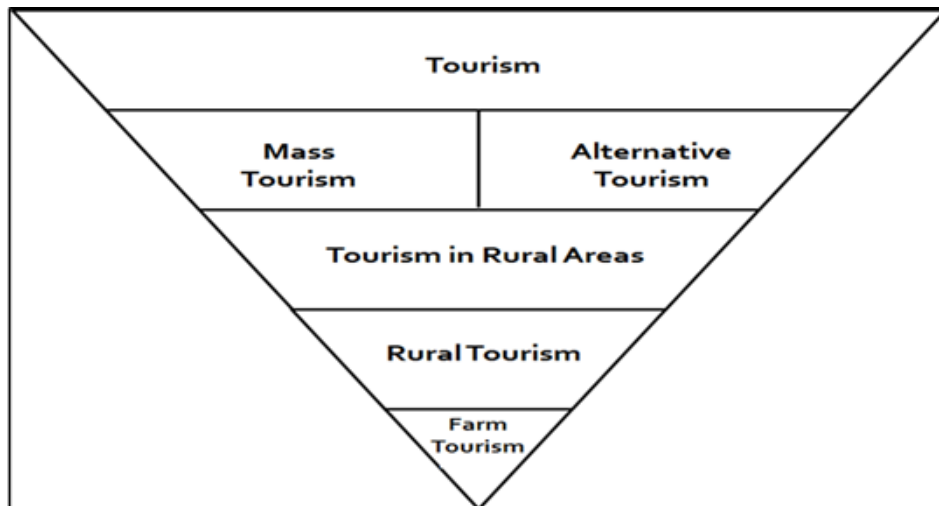 Tourism
Mass
Tourism
Alternative
Tourism
Tourism in Rural Areas
Rural Tourism
Farm
Tourism